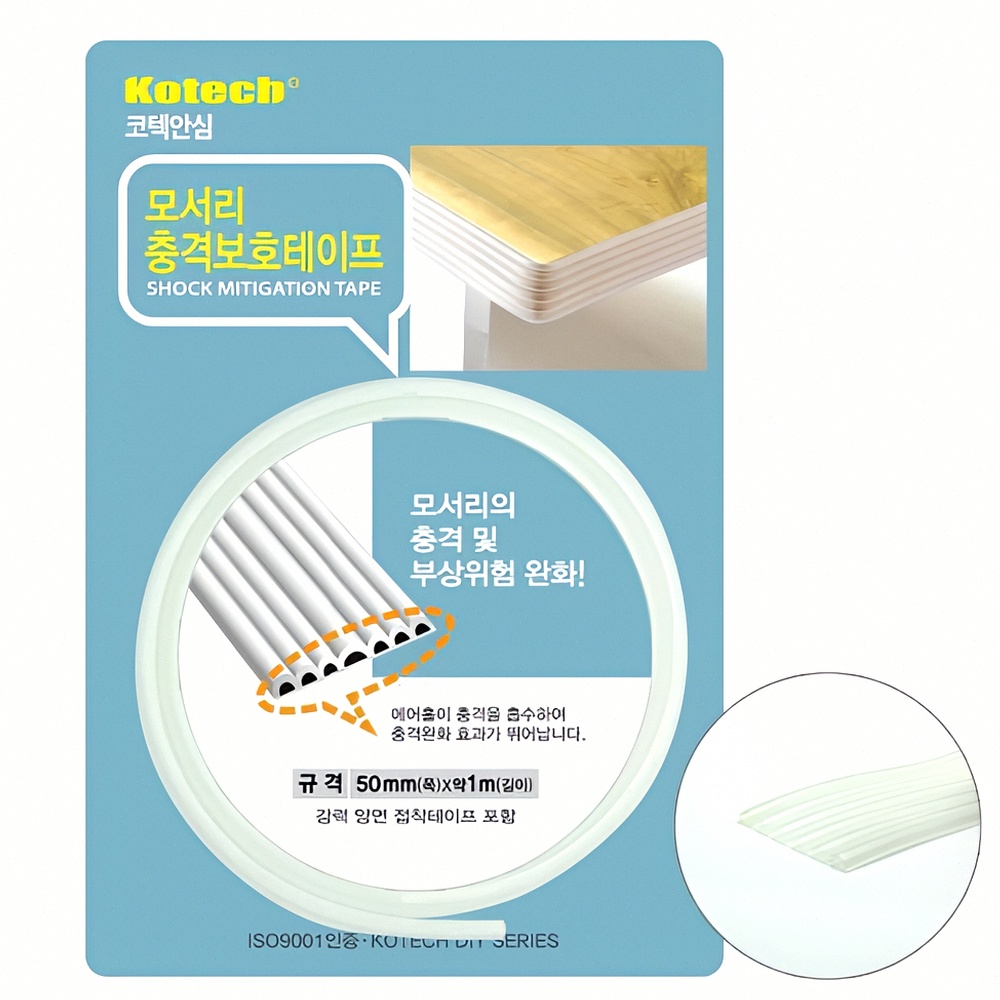 Kotech®
코텍안심
모서리
충격보호테이프
SHOCK MITIGATION TAPE
모서리의
충격 및
부상위험 완화!
에어홀이 충격을 흡수하여
충격완화 효과가 뛰어납니다.
규격 50mm(폭)X약1m(길이)
강력 양면 접착테이프 포함
ISO9001인증·KOTECH DIY SERIES